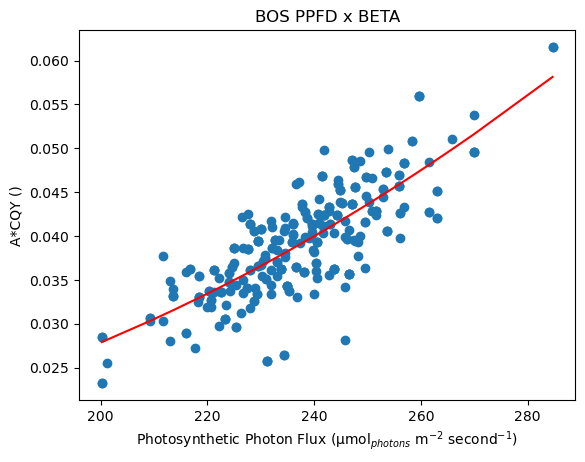 BOS PPFD x BETA
A*CQY ()
0.060
0.055
0.050
0.045
0.040
0.035
0.030
0.025
200 220 240 260 280
Photosynthetic Photon Flux (µmol$_{photons}$ m$^{-2}$ second$^{-1}$)